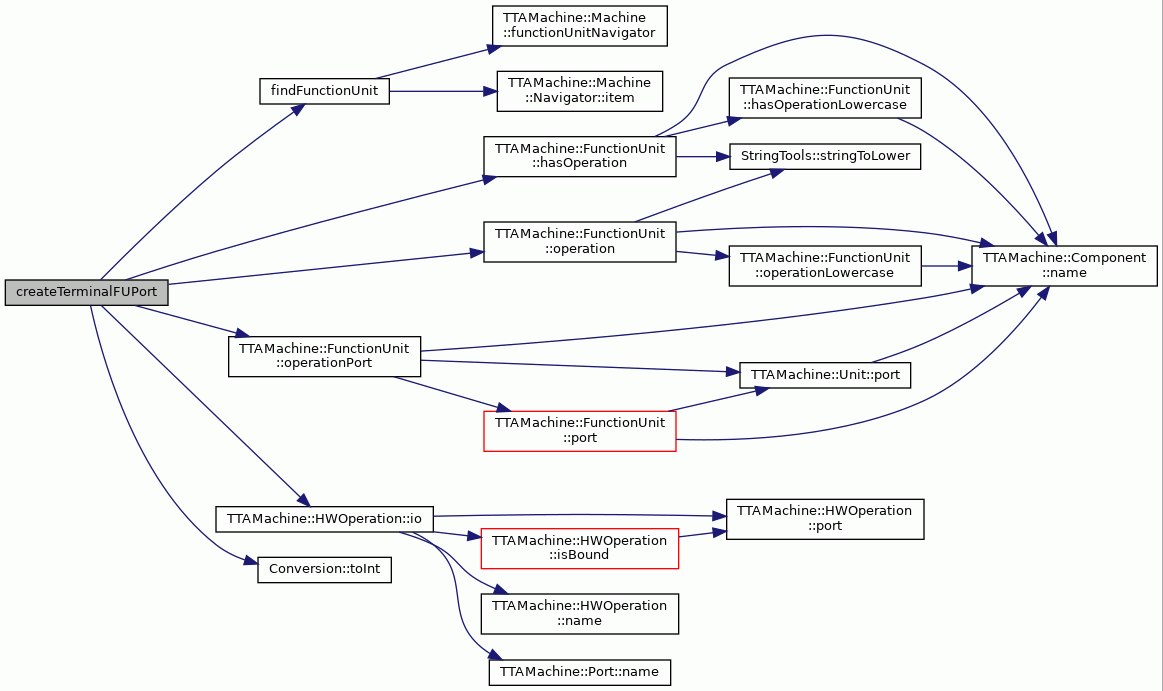 TTAMachine::Machine
::functionUnitNavigator
findFunctionUnit
TTAMachine::Machine
::Navigator::item
TTAMachine::FunctionUnit
::hasOperationLowercase
TTAMachine::FunctionUnit
::hasOperation
StringTools::stringToLower
TTAMachine::FunctionUnit
::operation
TTAMachine::FunctionUnit
::operationLowercase
TTAMachine::Component
::name
createTerminalFUPort
TTAMachine::FunctionUnit
::operationPort
TTAMachine::Unit::port
TTAMachine::FunctionUnit
::port
TTAMachine::HWOperation::io
TTAMachine::HWOperation
::port
TTAMachine::HWOperation
::isBound
Conversion::toInt
TTAMachine::HWOperation
::name
TTAMachine::Port::name